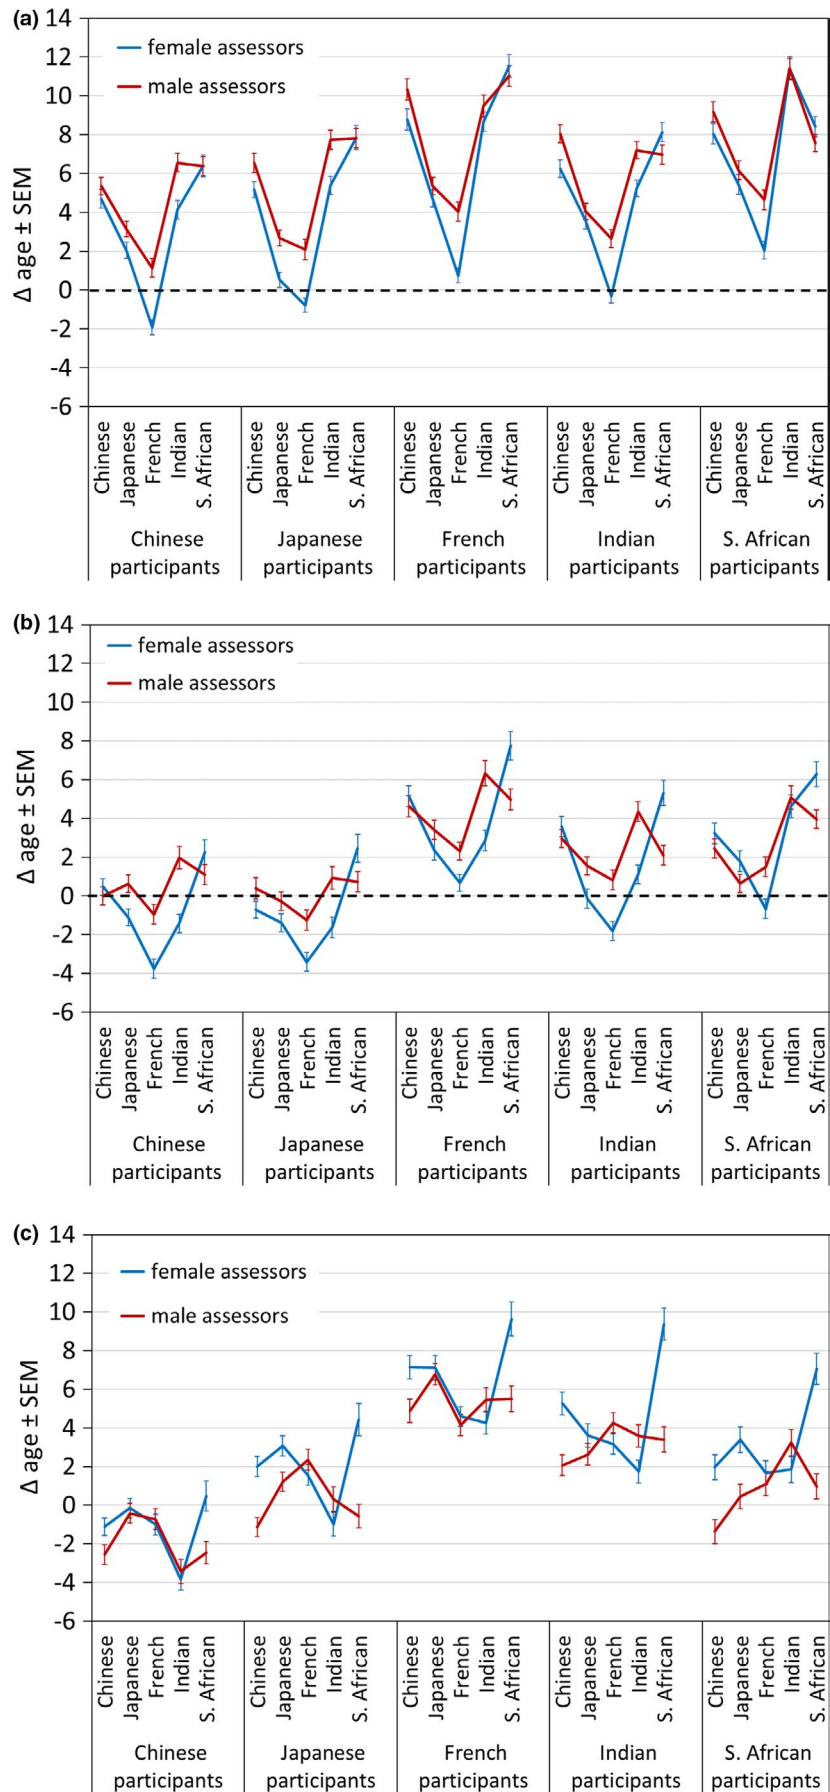 (a) 14
12
10
8
6
4
2
0
-2
-4
-6
Δ age ± SEM
female assessors
male assessors
Chinese
Japanese
French
Indian
S. African
Chinese
Japanese
French
Indian
S. African
Chinese
Japanese
French
Indian
S. African
Chinese
Japanese
French
Indian
S. African
Chinese
Japanese
French
Indian
S. African
Chinese
participants
Japanese
participants
French
participants
Indian
participants
S. African
participants
(b) 14
12
10
8
6
4
2
0
-2
-4
-6
Δ age ± SEM
female assessors
male assessors
Chinese
Japanese
French
Indian
S. African
Chinese
Japanese
French
Indian
S. African
Chinese
Japanese
French
Indian
S. African
Chinese
Japanese
French
Indian
S. African
Chinese
Japanese
French
Indian
S. African
Chinese
participants
Japanese
participants
French
participants
Indian
participants
S. African
participants
(c) 14
12
10
8
6
4
2
0
-2
-4
-6
Δ age ± SEM
female assessors
male assessors
Chinese
Japanese
French
Indian
S. African
Chinese
Japanese
French
Indian
S. African
Chinese
Japanese
French
Indian
S. African
Chinese
Japanese
French
Indian
S. African
Chinese
Japanese
French
Indian
S. African
Chinese
participants
Japanese
participants
French
participants
Indian
participants
S. African
participants